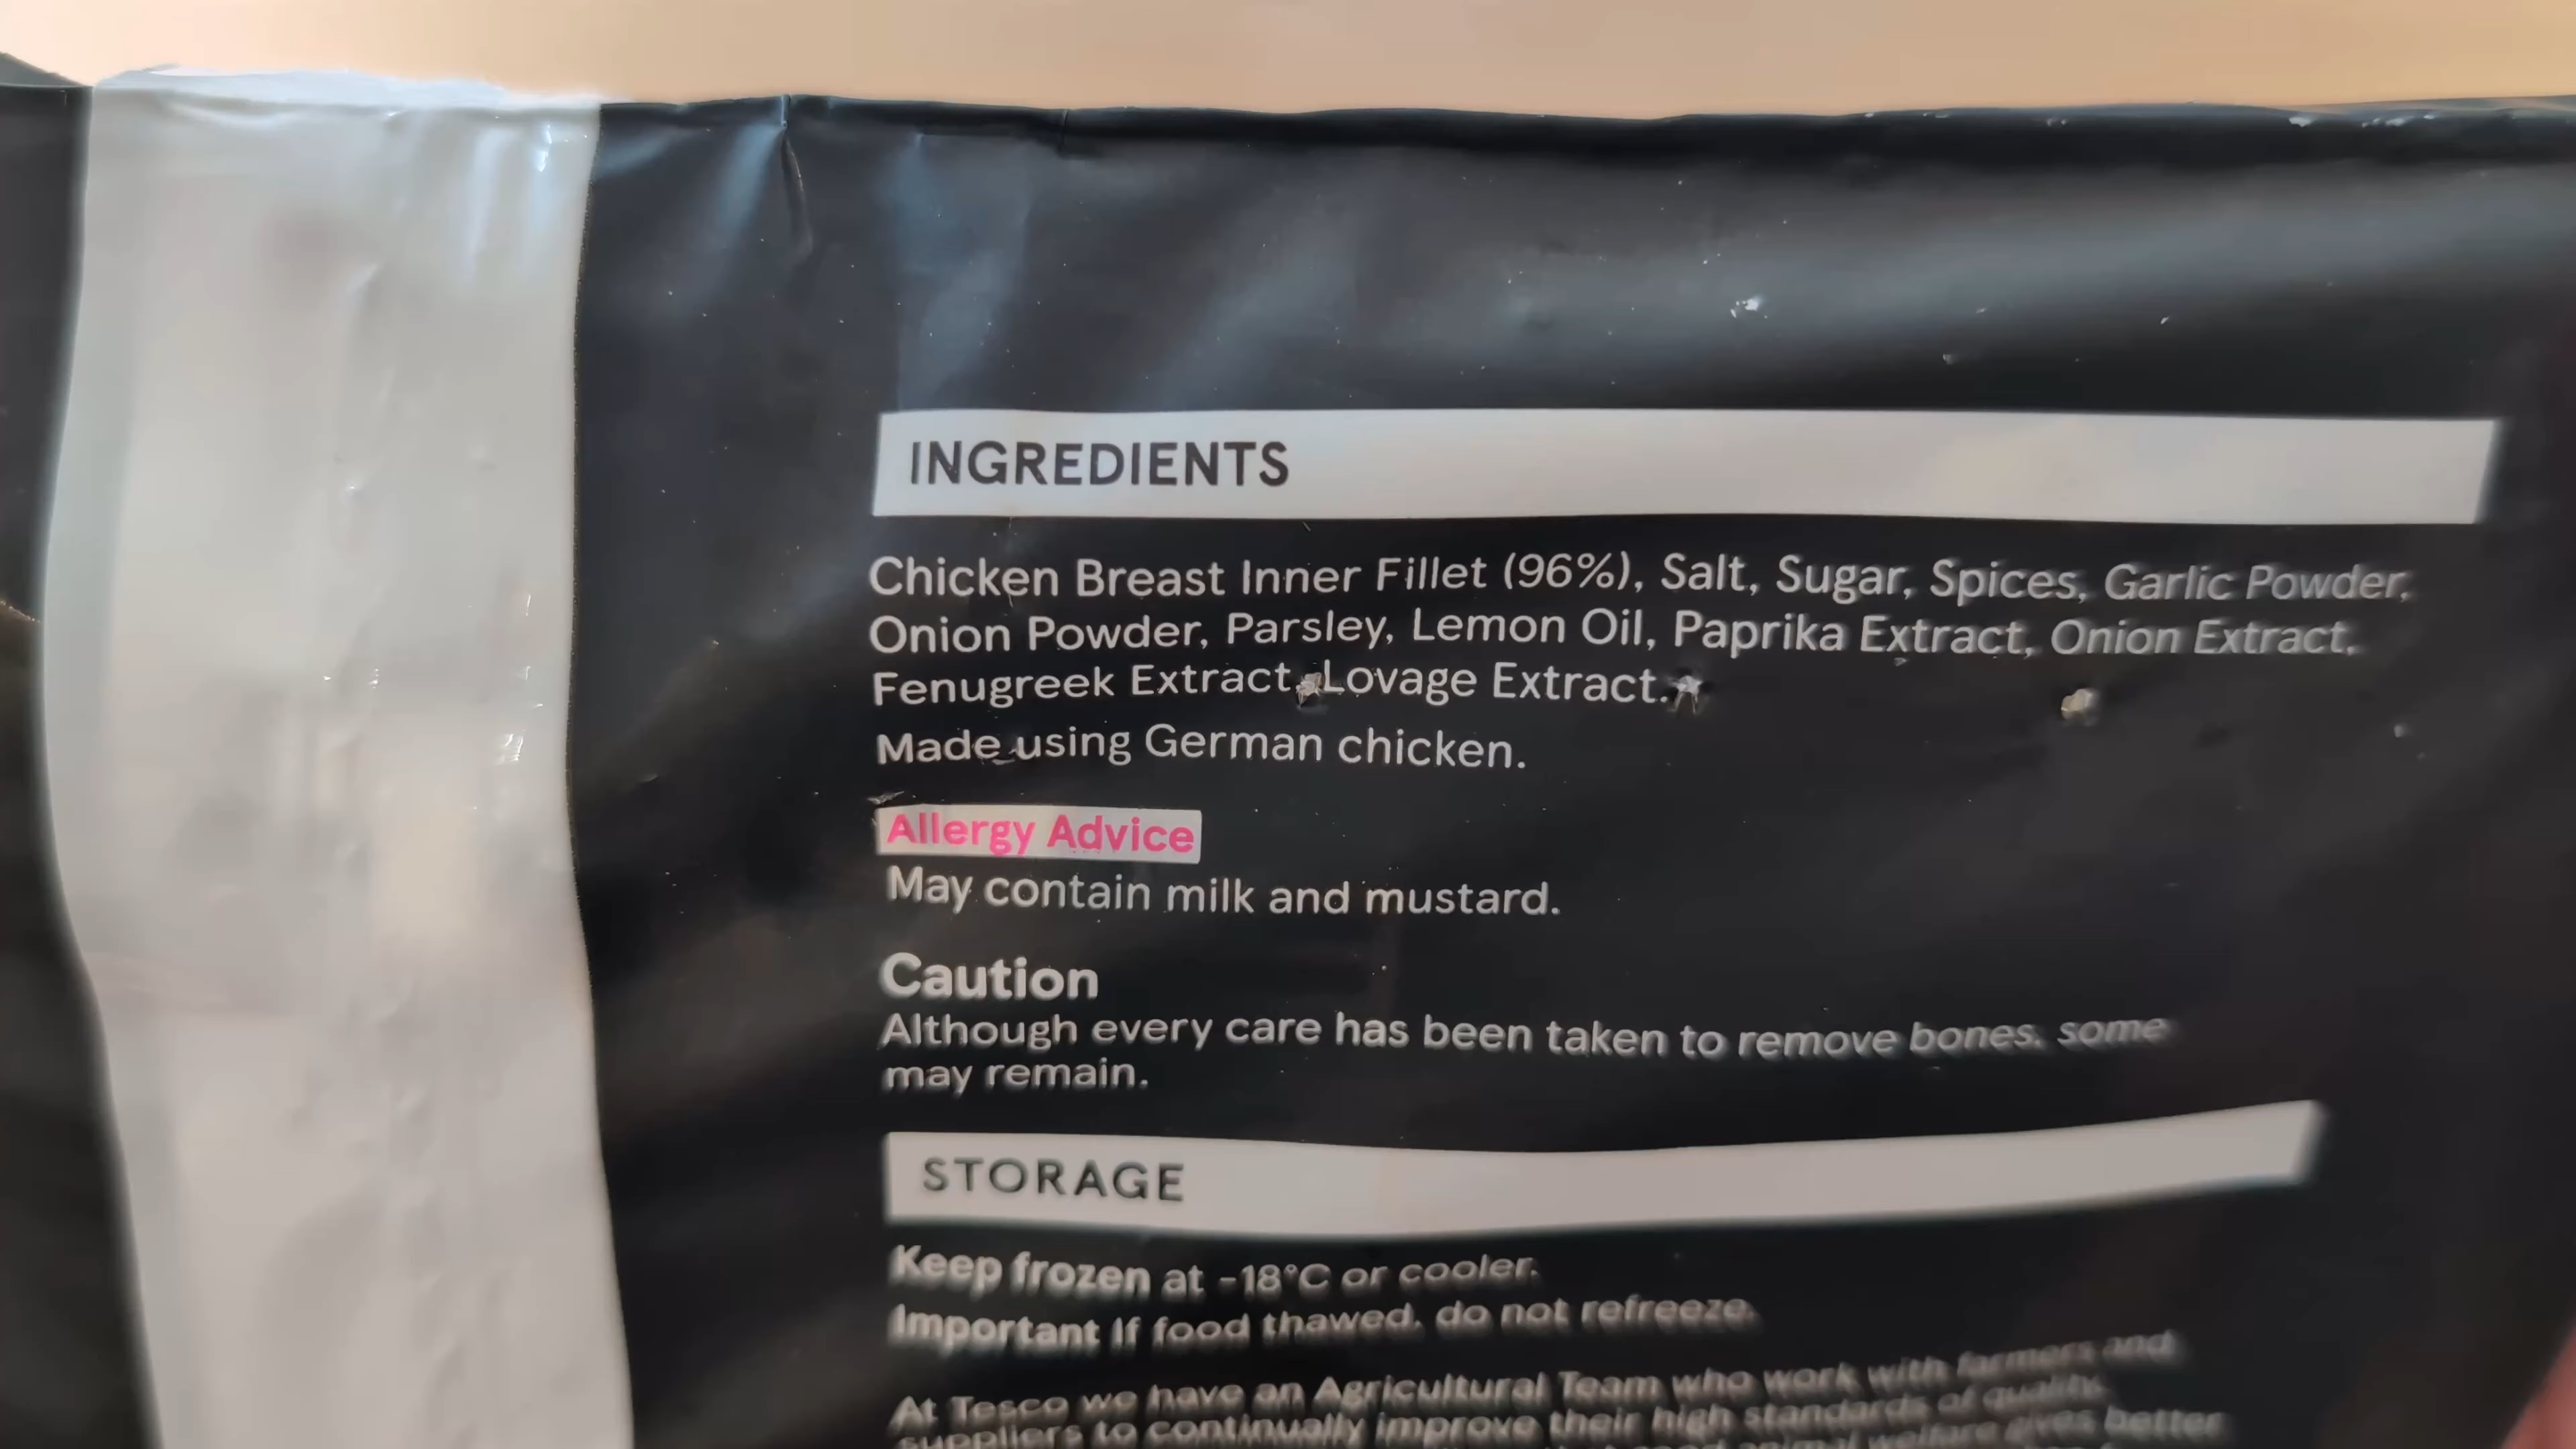 INGREDIENTS
Chicken Breast Inner Fillet (96%), Salt, Sugar, Spices, Garlic Powder,
Onion Powder, Parsley, Lemon Oil, Paprika Extract, Onion Extract,
Fenugreek Extract, Lovage Extract.
Made using German chicken.
Allergy Advice
May contain milk and mustard.
Caution
Although every care has been taken to remove bones, some
may remain.
STORAGE
Keep frozen at -18°C or cooler.
Important If food thawed, do not refreeze.
At Tesco we have an Agricultural Team who work with farmers and
suppliers to continually improve their high standards of quality.
animal welfare gives better